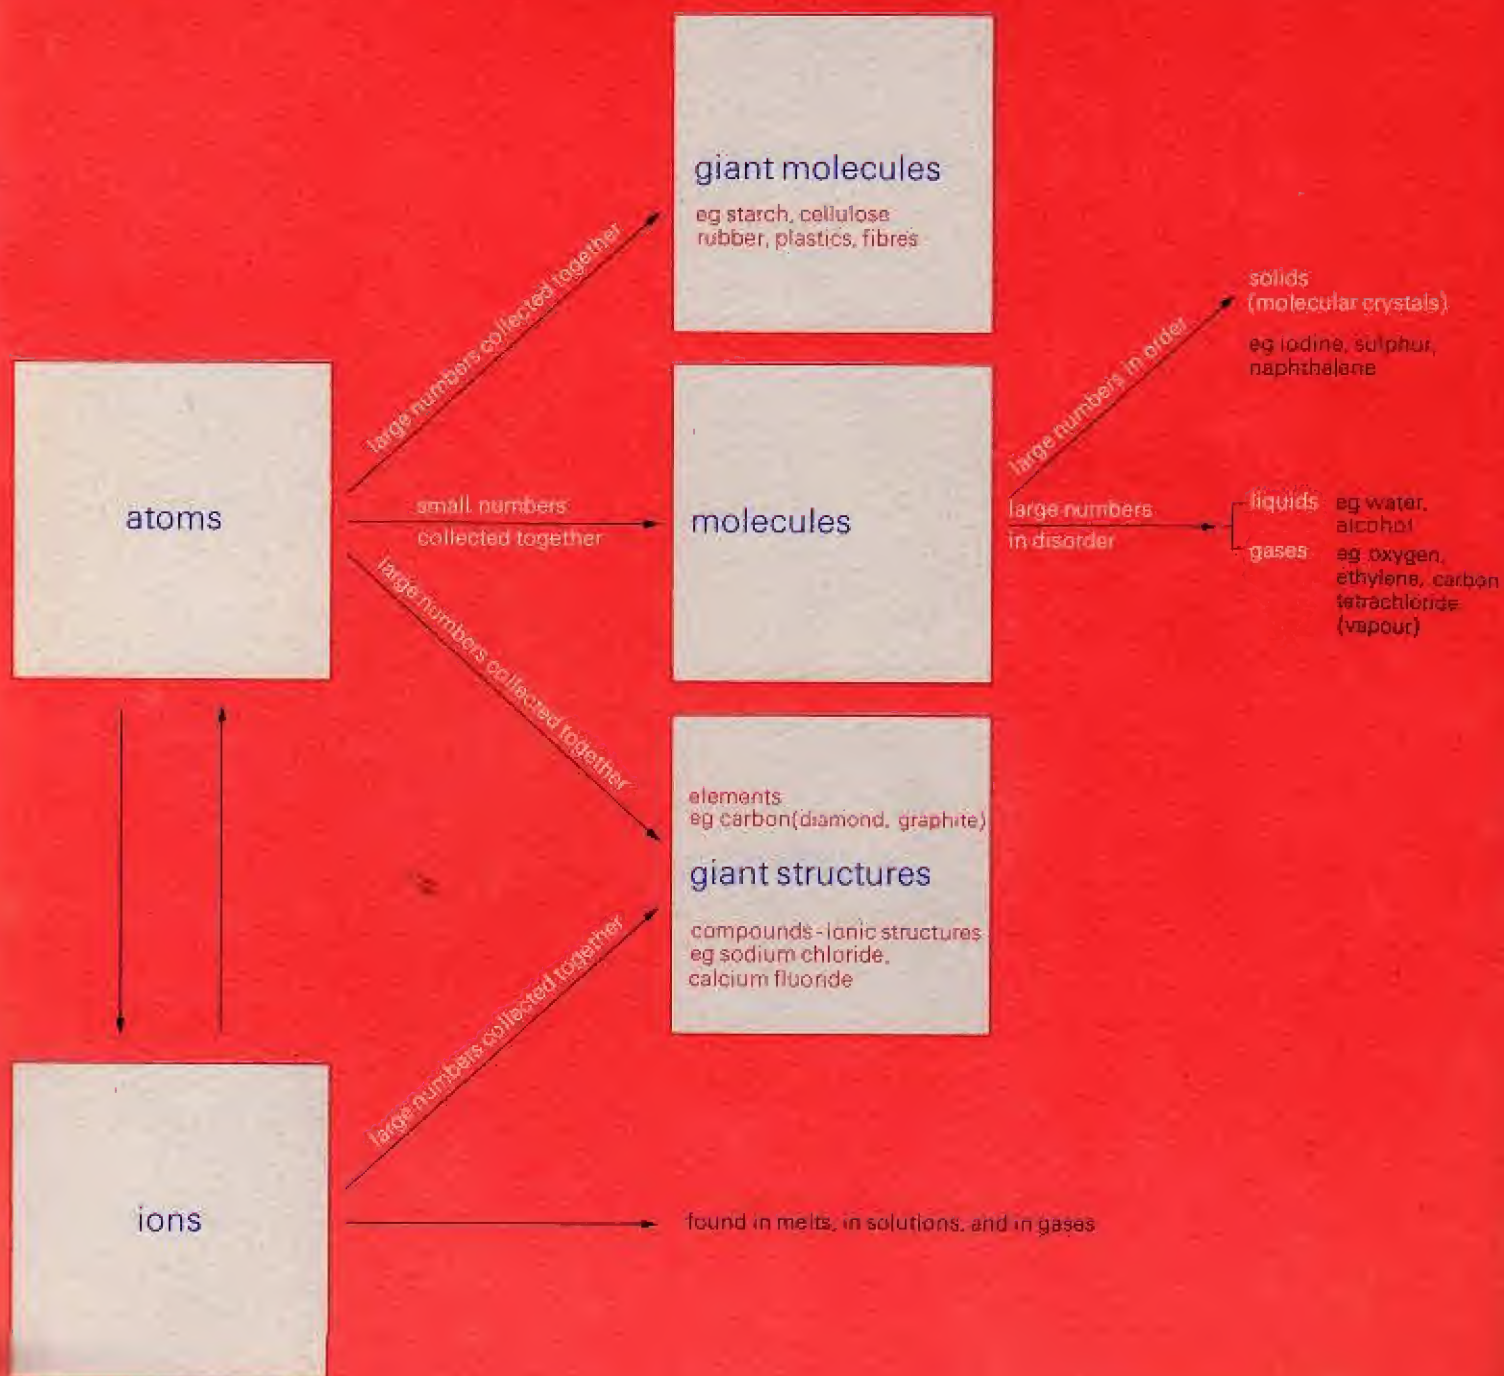 giant molecules
eg starch, cellulose
rubber, plastics, fibres
large numbers collected together
solids
(molecular crystals)
eg iodine, sulphur,
naphthalene
large numbers in order
atoms
small numbers
collected together
molecules
large numbers
in disorder
liquids eg water,
alcohol
gases eg oxygen,
ethylene, carbon
tetrachloride
(vapour)
large numbers collected together
elements
eg carbon(diamond, graphite)
giant structures
compounds-ionic structures
eg sodium chloride,
calcium fluoride
large numbers collected together
ions
found in melts, in solutions, and in gases